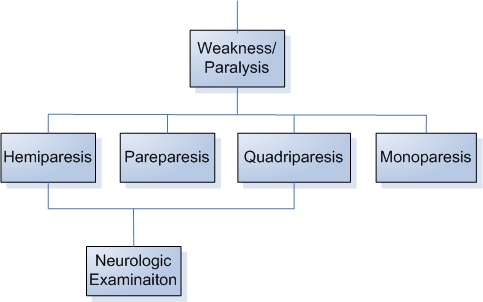 Weakness/
Paralysis
Hemiparesis
Pareparesis
Quadriparesis
Monoparesis
Neurologic
Examinaiton